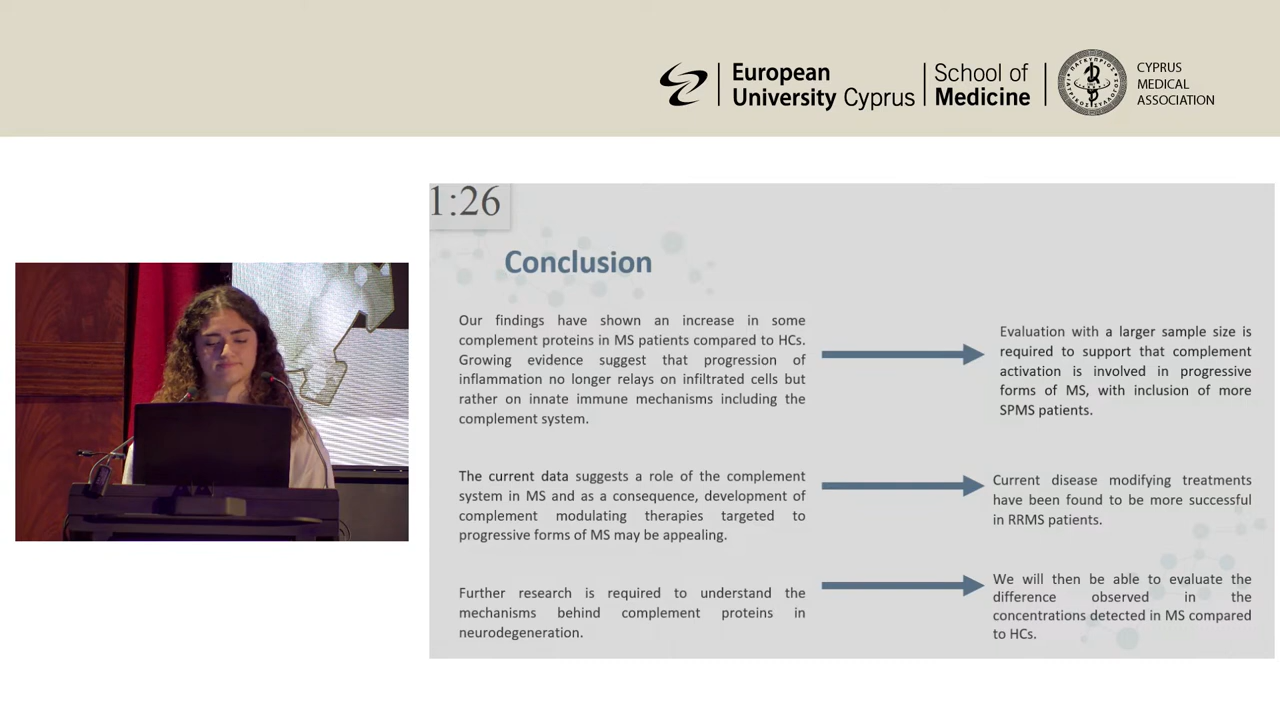 European
University Cyprus
School of
Medicine
CYPRUS
MEDICAL
ASSOCIATION
1:26
Conclusion
Our findings have shown an increase in some
complement proteins in MS patients compared to HCs.
Growing evidence suggest that progression of
inflammation no longer relays on infiltrated cells but
rather on innate immune mechanisms including the
complement system.
Evaluation with a larger sample size is
required to support that complement
activation is involved in progressive
forms of MS, with inclusion of more
SPMS patients.
The current data suggests a role of the complement
system in MS and as a consequence, development of
complement modulating therapies targeted to
progressive forms of MS may be appealing.
Current disease modifying treatments
have been found to be more successful
in RRMS patients.
Further research is required to understand the
mechanisms behind complement proteins in
neurodegeneration.
We will then be able to evaluate the
difference observed in the
concentrations detected in MS compared
to HCs.